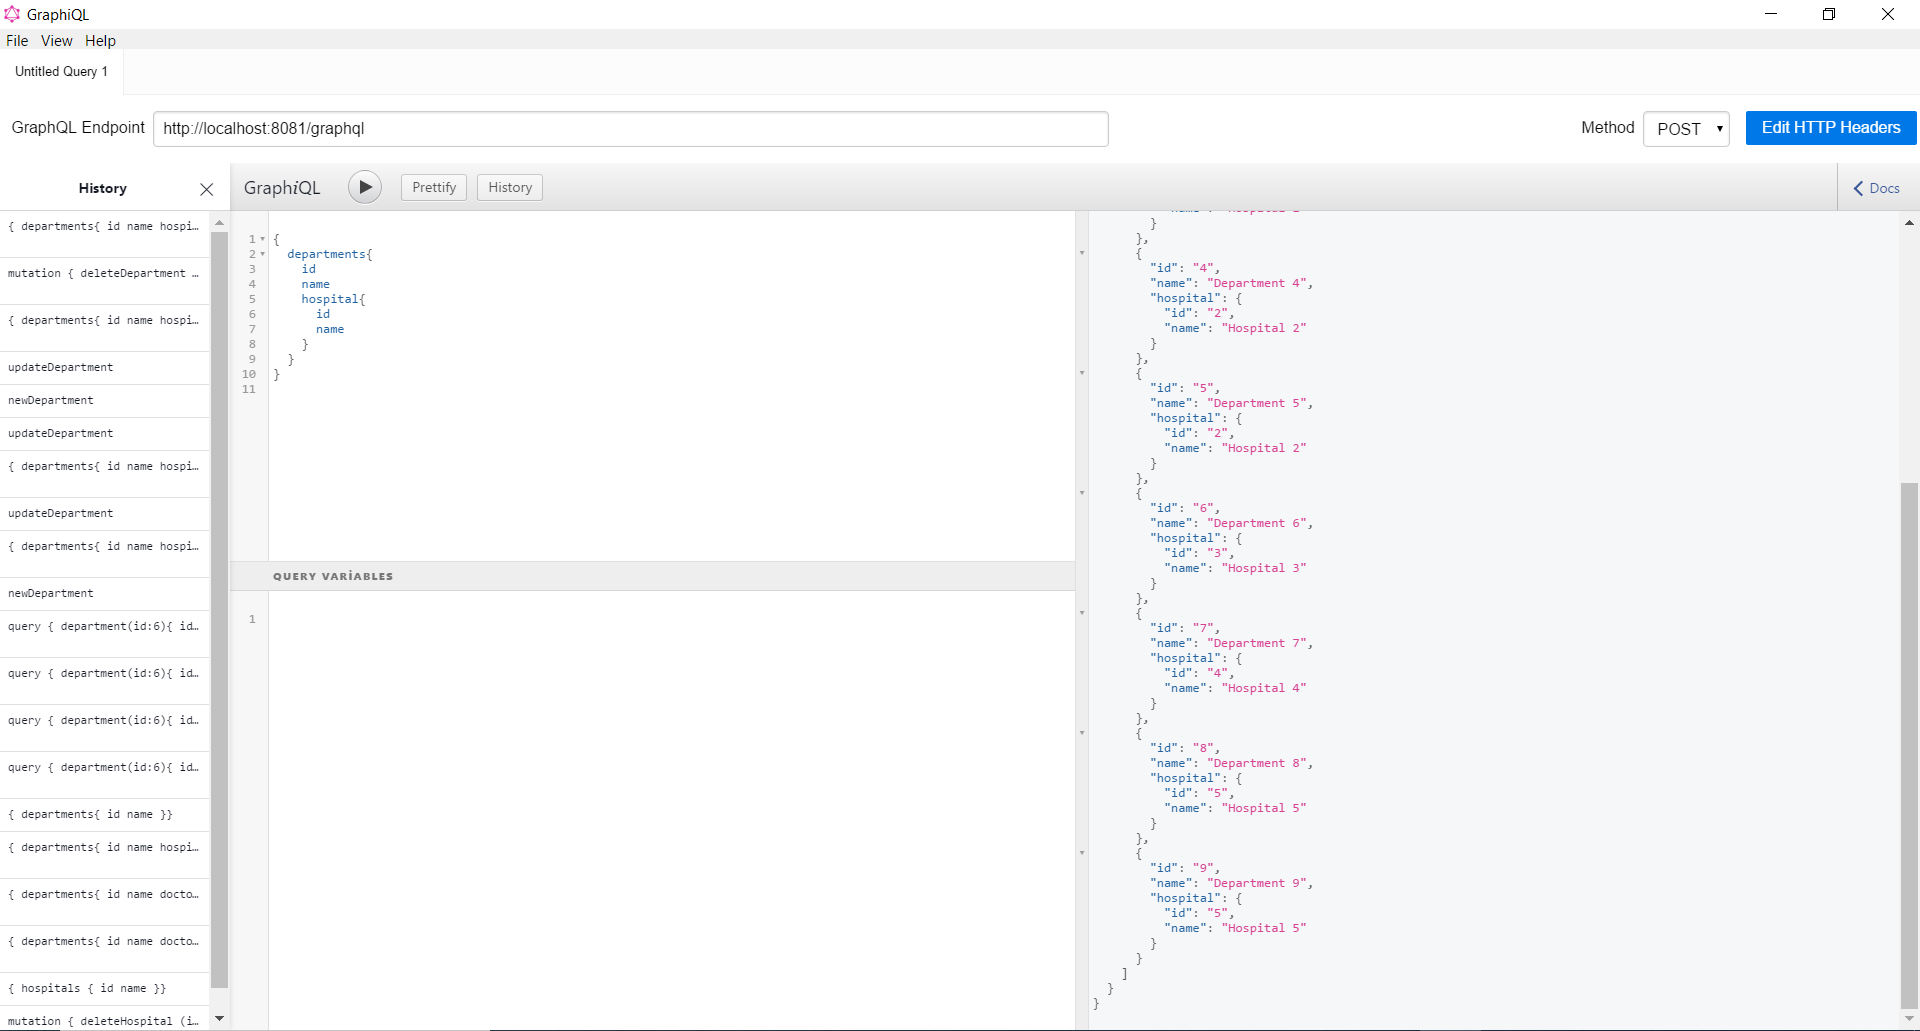 GraphiQL
File View Help
Untitled Query 1
GraphQL Endpoint http://localhost:8081/graphql Method POST Edit HTTP Headers
History
{ departments{ id name hospi…
mutation { deleteDepartment …
{ departments{ id name hospi…
updateDepartment
newDepartment
updateDepartment
{ departments{ id name hospi…
updateDepartment
{ departments{ id name hospi…
newDepartment
query { department(id:6){ id…
query { department(id:6){ id…
query { department(id:6){ id…
query { department(id:6){ id…
{ departments{ id name }}
{ departments{ id name hospi…
{ departments{ id name docto…
{ departments{ id name docto…
{ hospitals { id name }}
mutation { deleteHospital (i…
GraphiQL Prettify History Docs
1 {
2 departments{
3 id
4 name
5 hospital{
6 id
7 name
8 }
9 }
10 }
11
QUERY VARİABLES
1
}
},
{
"id": "4",
"name": "Department 4",
"hospital": {
"id": "2",
"name": "Hospital 2"
}
},
{
"id": "5",
"name": "Department 5",
"hospital": {
"id": "2",
"name": "Hospital 2"
}
},
{
"id": "6",
"name": "Department 6",
"hospital": {
"id": "3",
"name": "Hospital 3"
}
},
{
"id": "7",
"name": "Department 7",
"hospital": {
"id": "4",
"name": "Hospital 4"
}
},
{
"id": "8",
"name": "Department 8",
"hospital": {
"id": "5",
"name": "Hospital 5"
}
},
{
"id": "9",
"name": "Department 9",
"hospital": {
"id": "5",
"name": "Hospital 5"
}
}
]
}
}